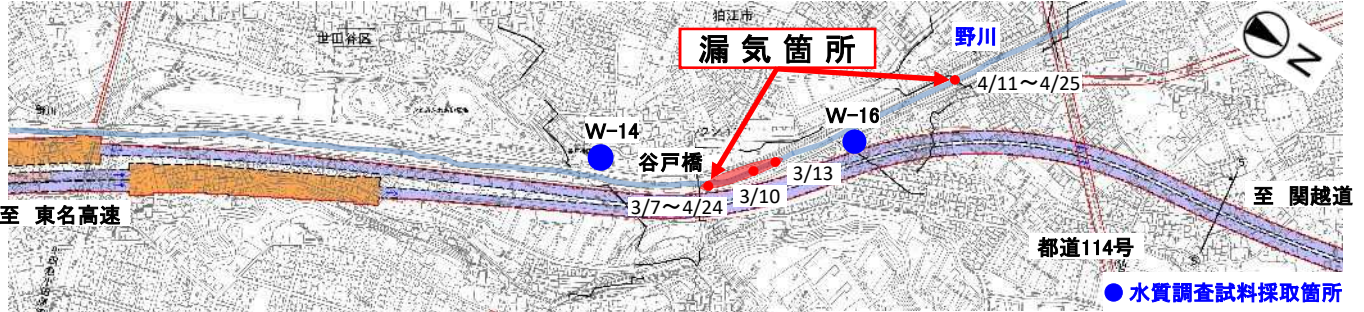 狛江市
世田谷区
野川
漏気箇所
N
4/11～4/25
W-14
W-16
谷戸橋
3/13
3/10
3/7～4/24
至 東名高速
至 関越道
都道114号
● 水質調査試料採取箇所